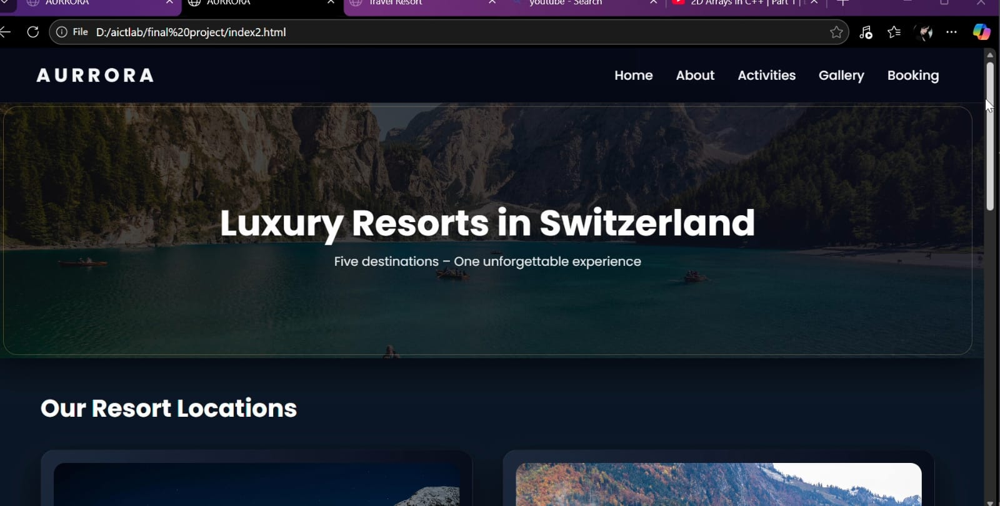 AURRORA
AURRORA
Travel Resort
youtube - Search
2D Arrays in C++ | Part 1 |
File D:/aictlab/final%20project/index2.html
AURRORA
Home About Activities Gallery Booking
Luxury Resorts in Switzerland
Five destinations – One unforgettable experience
Our Resort Locations